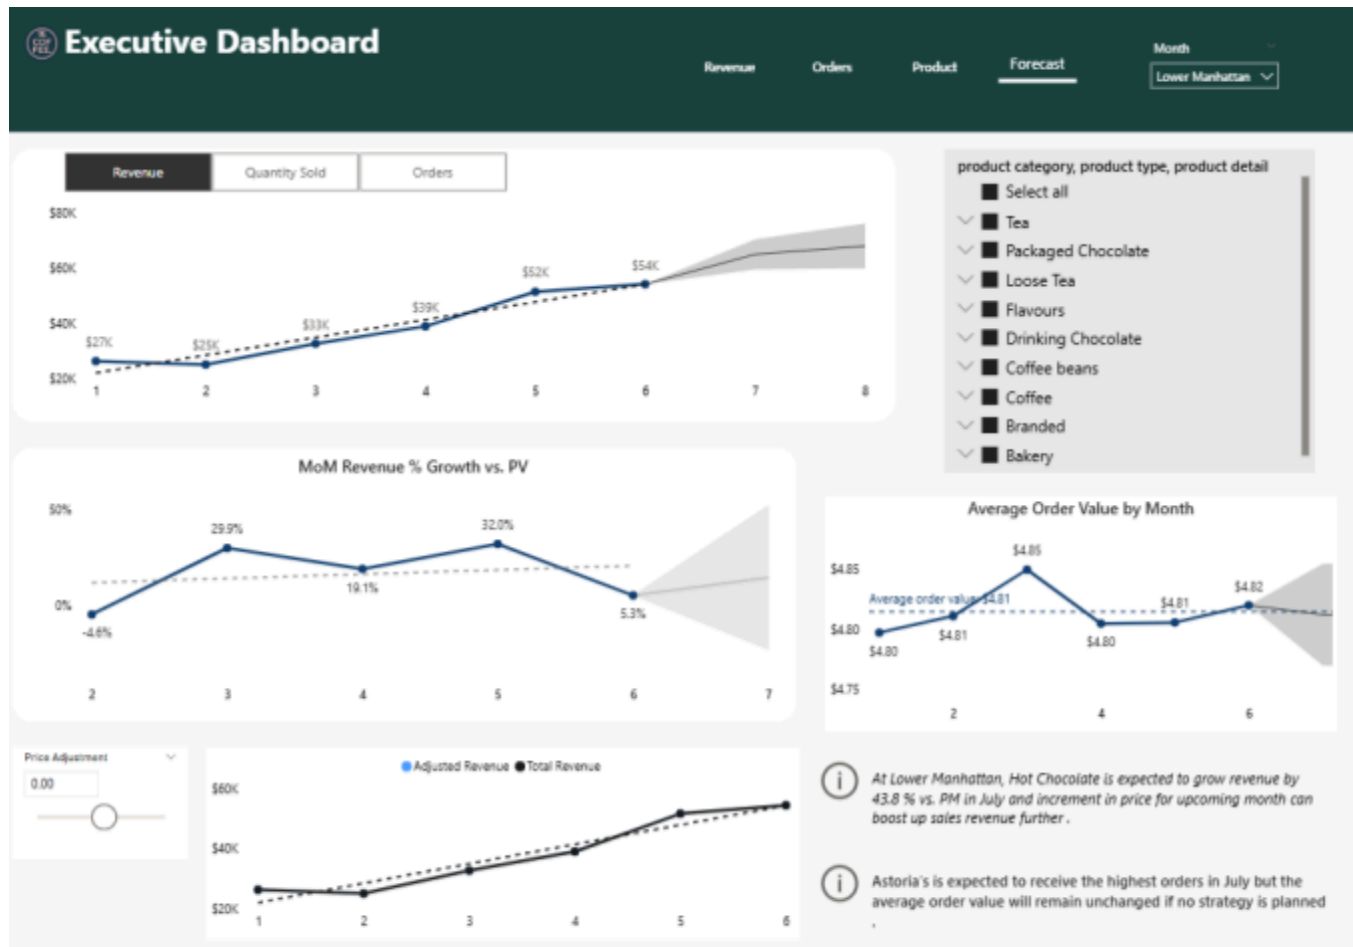 COF
FEE
Executive Dashboard
Revenue
Orders
Product
Forecast
Month
Lower Manhattan
Revenue
Quantity Sold
Orders
$80K
$60K
$40K
$20K
$27K
$25K
$33K
$39K
$52K
$54K
1 2 3 4 5 6 7 8
product category, product type, product detail
Select all
Tea
Packaged Chocolate
Loose Tea
Flavours
Drinking Chocolate
Coffee beans
Coffee
Branded
Bakery
MoM Revenue % Growth vs. PV
50%
0%
-4.6%
29.9%
19.1%
32.0%
5.3%
2 3 4 5 6 7
Average Order Value by Month
$4.85
$4.80
$4.75
Average order value: $4.81
$4.80
$4.81
$4.85
$4.80
$4.81
$4.82
2 4 6
Price Adjustment
0.00
Adjusted Revenue Total Revenue
$60K
$40K
$20K
1 2 3 4 5 6
i
At Lower Manhattan, Hot Chocolate is expected to grow revenue by
43.8 % vs. PM in July and increment in price for upcoming month can
boost up sales revenue further .
i
Astoria's is expected to receive the highest orders in July but the
average order value will remain unchanged if no strategy is planned
.